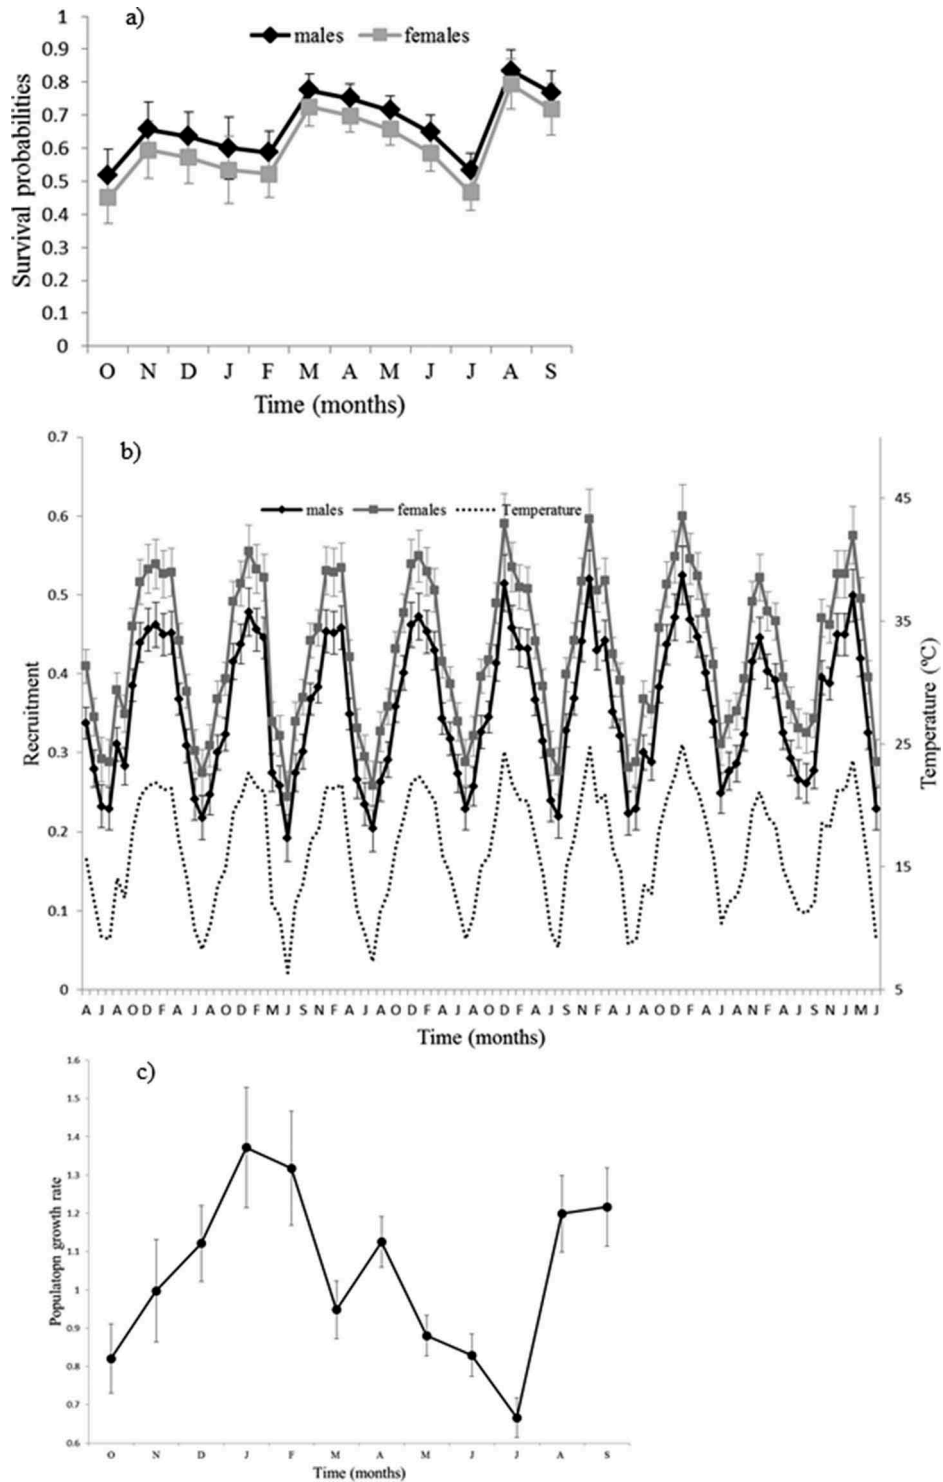 a)
males females
1
0.9
0.8
0.7
0.6
0.5
0.4
0.3
0.2
0.1
0
Survival probabilities
O N D J F M A M J J A S
Time (months)
b)
males females Temperature
0.7
0.6
0.5
0.4
0.3
0.2
0.1
0
Recruitment
45
35
25
15
5
Temperature (ºC)
A J A O D F A J A O D F M J S N F A J A O D F A J A O D F A J S N F A J A O D F A J A N F A J S N J M J
Time (months)
c)
1.6
1.5
1.4
1.3
1.2
1.1
1
0.9
0.8
0.7
0.6
Populatopn growth rate
O N D J F M A M J J A S
Time (months)